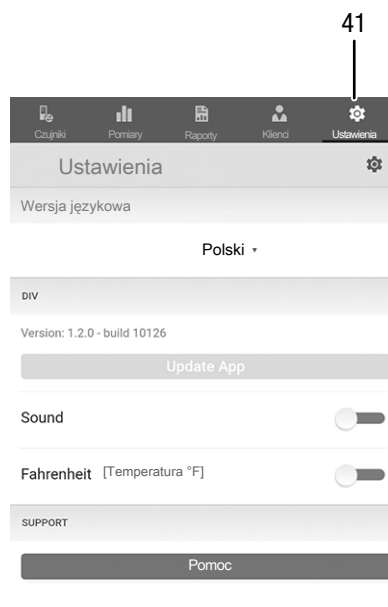 41
Czujniki Pomiary Raporty Klienci Ustawienia
Ustawienia
Wersja językowa
Polski
DIV
Version: 1.2.0 - build 10126
Update App
Sound
Fahrenheit [Temperatura °F]
SUPPORT
Pomoc